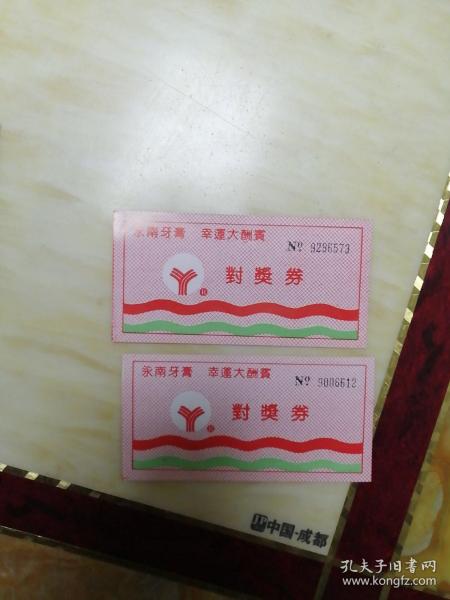 永南牙膏 幸運大酬賓
№ 9296573
對獎券
R
永南牙膏 幸運大酬賓
№ 9006612
對獎券
中国·成都
孔夫子旧书网
www.kongfz.com